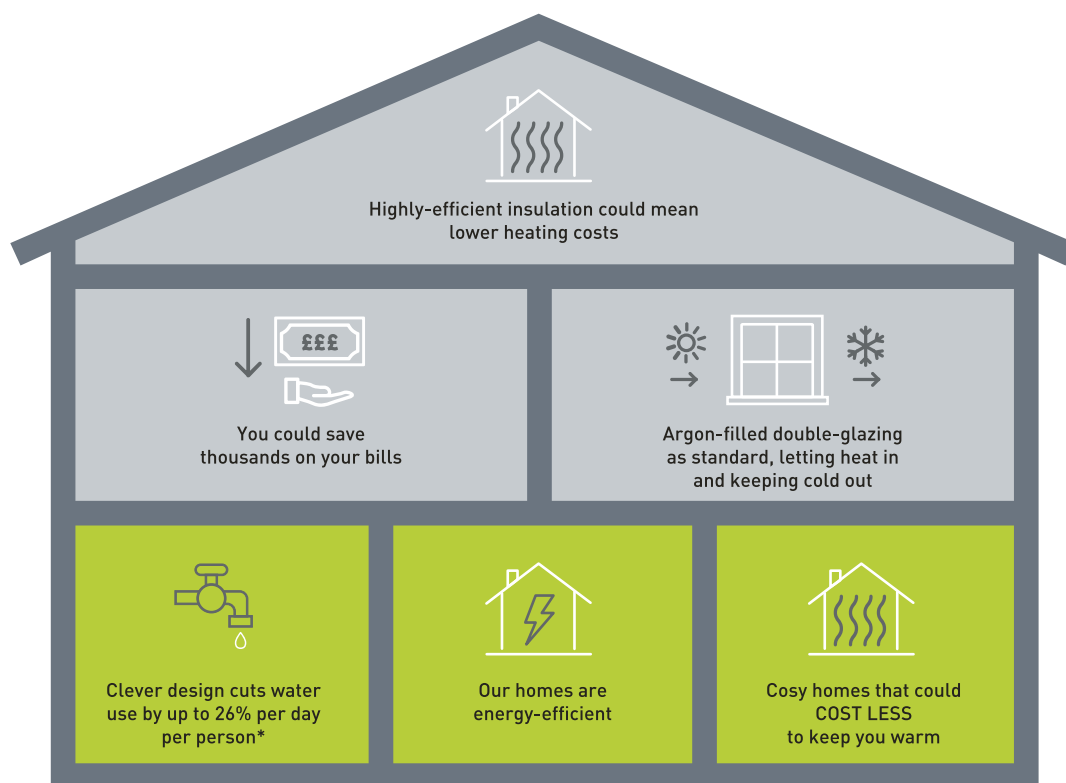 Highly-efficient insulation could mean
lower heating costs
£££
You could save
thousands on your bills
Argon-filled double-glazing
as standard, letting heat in
and keeping cold out
Clever design cuts water
use by up to 26% per day
per person*
Our homes are
energy-efficient
Cosy homes that could
COST LESS
to keep you warm